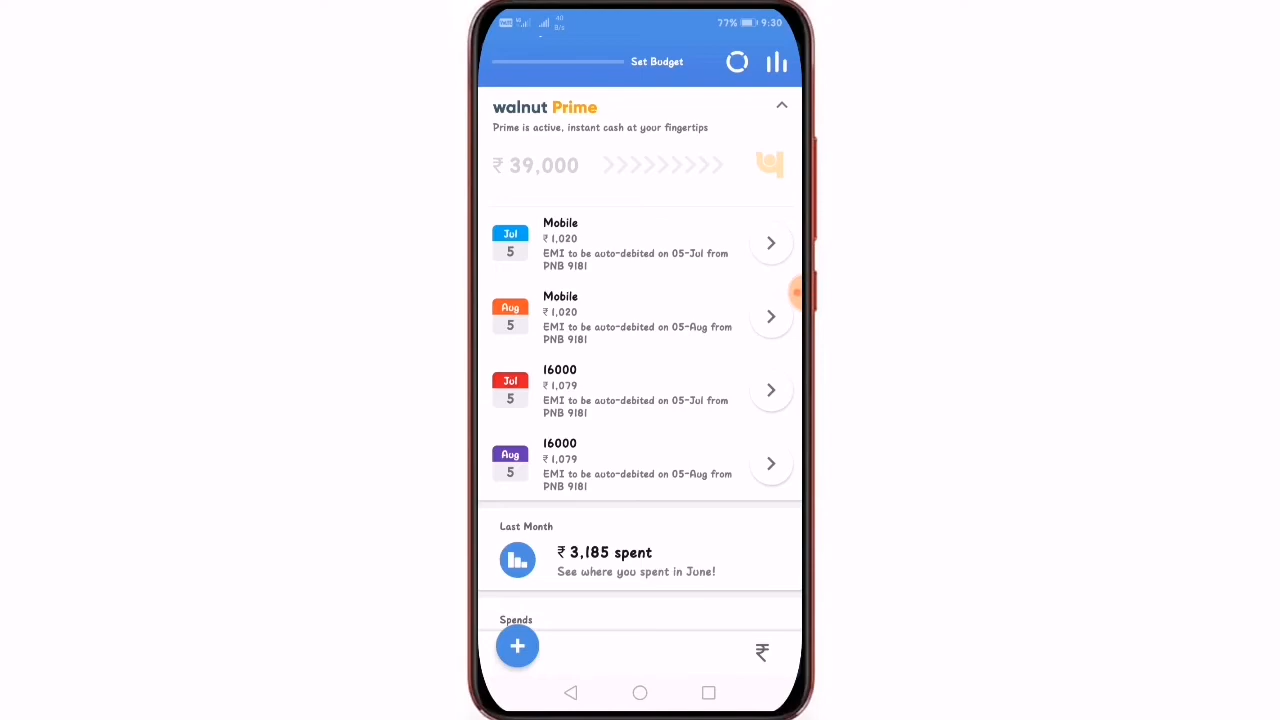 77% 9:30
Set Budget
walnut Prime
Prime is active, instant cash at your fingertips
₹ 39,000
Jul
5
Mobile
₹ 1,020
EMI to be auto-debited on 05-Jul from
PNB 9181
Aug
5
Mobile
₹ 1,020
EMI to be auto-debited on 05-Aug from
PNB 9181
Jul
5
16000
₹ 1,079
EMI to be auto-debited on 05-Jul from
PNB 9181
Aug
5
16000
₹ 1,079
EMI to be auto-debited on 05-Aug from
PNB 9181
Last Month
₹ 3,185 spent
See where you spent in June!
Spends
₹